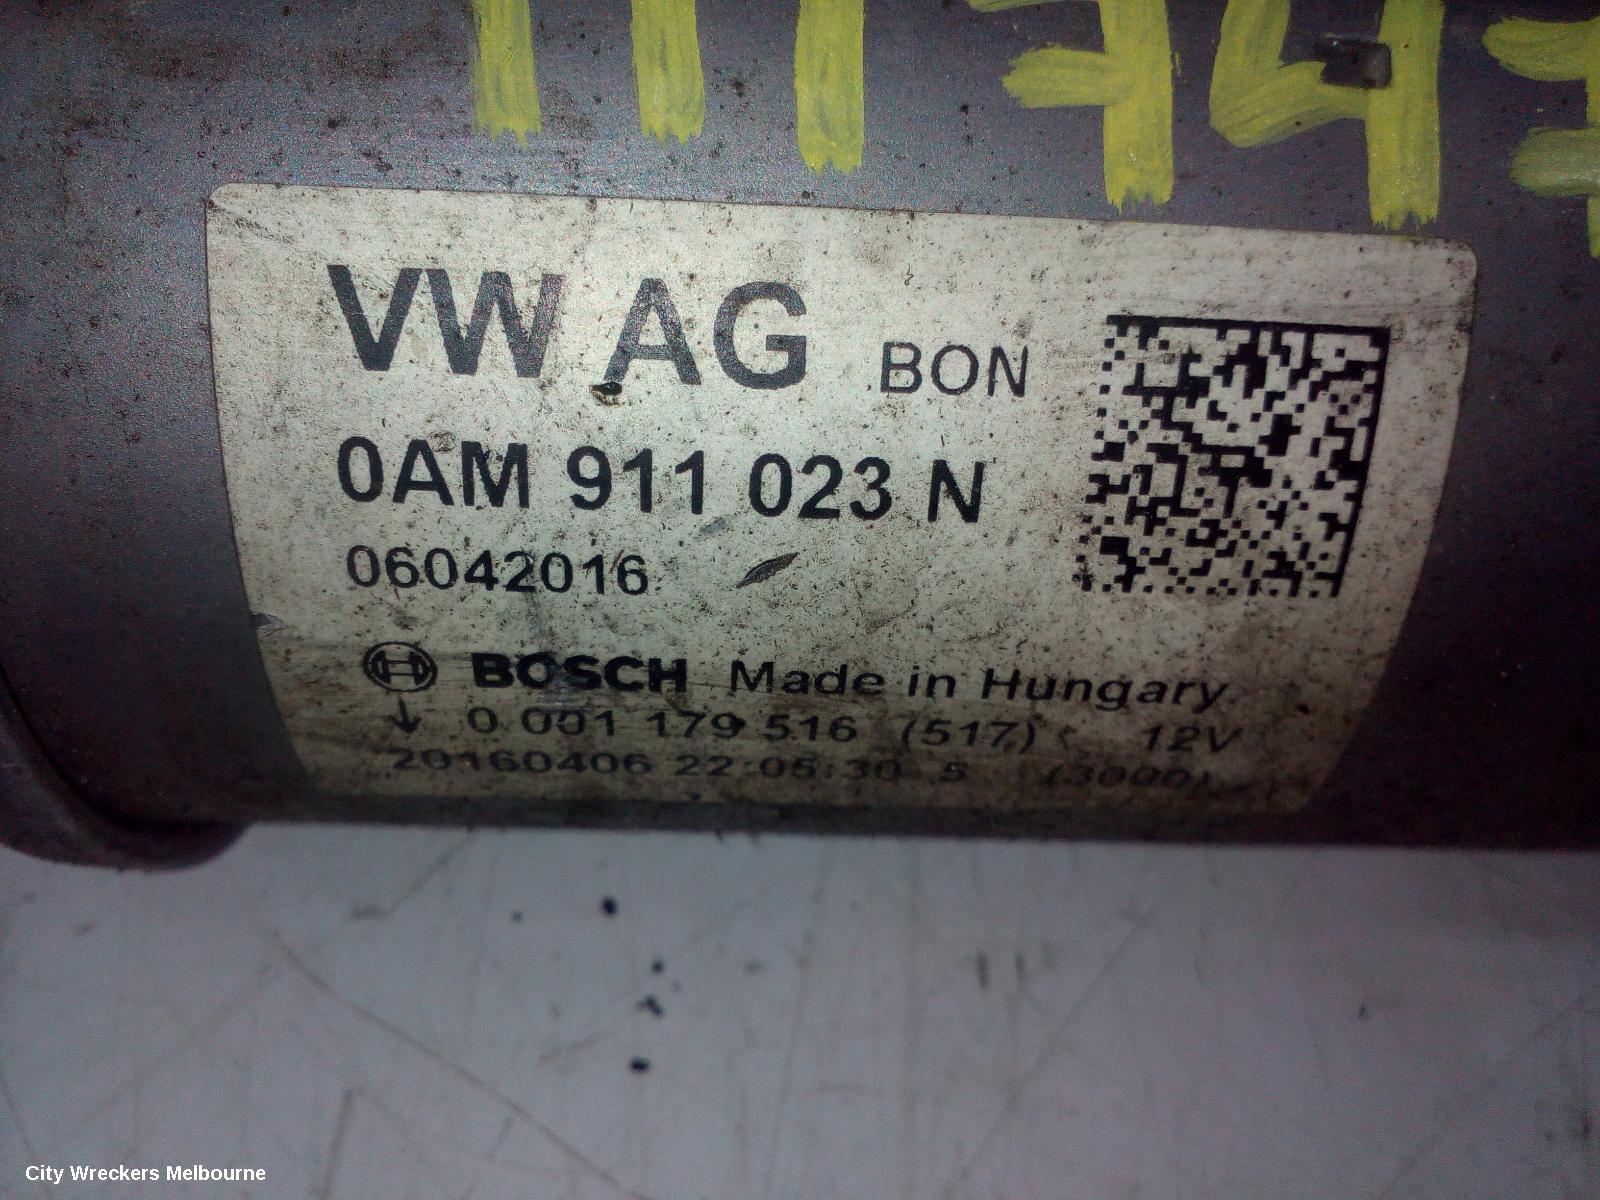 VW AG BON
0AM 911 023 N
06042016
BOSCH Made in Hungary
0 001 179 516 (517) 12V
20160406 22:05:30 5 (3000)
City Wreckers Melbourne